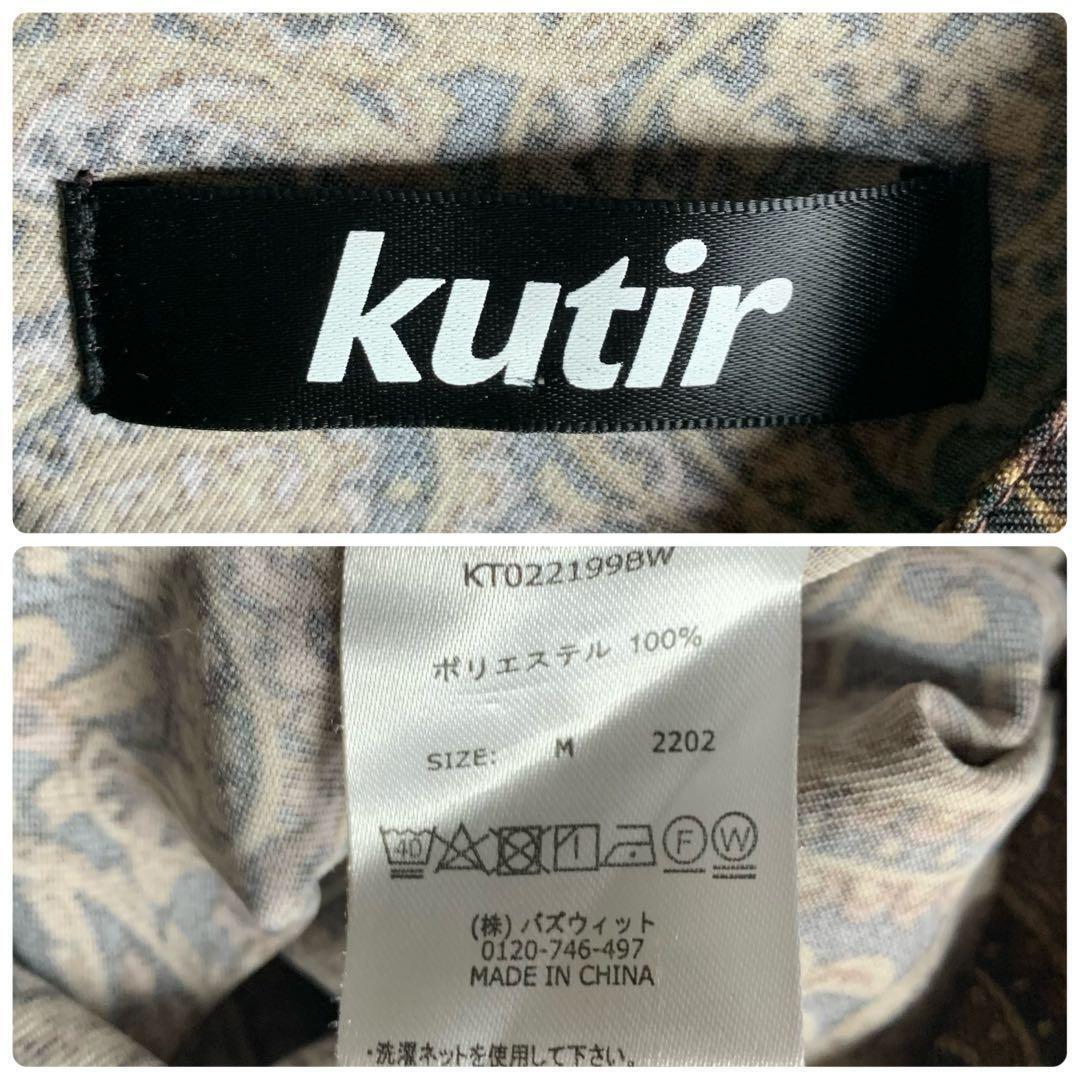 kutir
KT022199BW
ポリエステル 100%
SIZE: M 2202
40 F W
(株) バズウィット
0120-746-497
MADE IN CHINA
・洗濯ネットを使用して下さい。